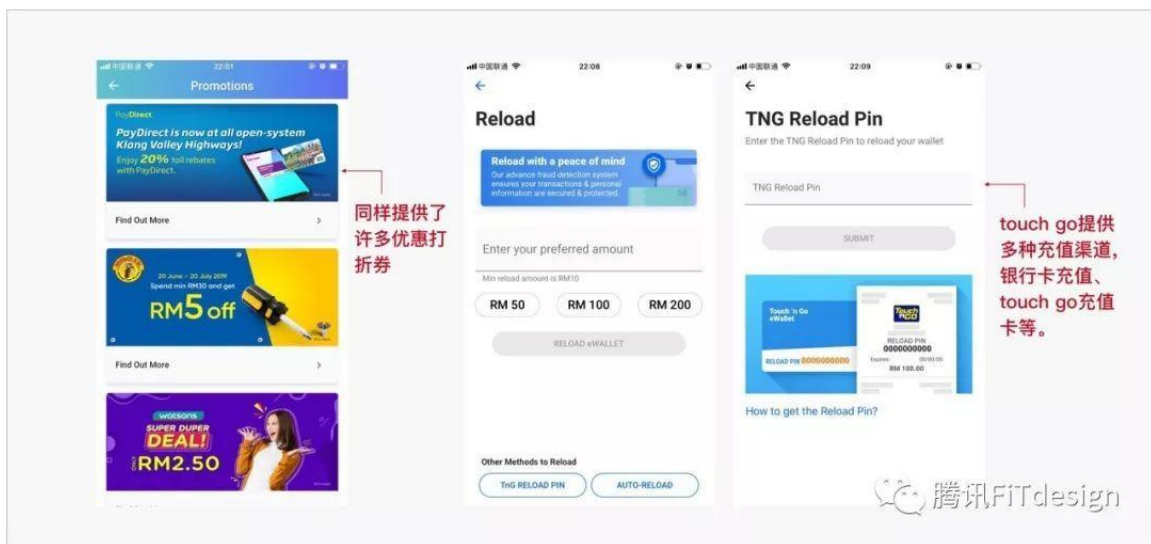 中国联通
22:01
Promotions
PayDirect.
PayDirect is now at all open-system
Klang Valley Highways!
Enjoy 20% toll rebates
with PayDirect.
Find Out More
20 June – 20 July 2019
Spend min RM30 and get
RM5 off
Find Out More
watsons
SUPER DUPER
DEAL!
ONLY RM2.50
同样提供了
许多优惠打
折券
中国联通
22:08
Reload
Reload with a peace of mind
Our advance fraud detection system
ensures your transactions & personal
information are secured & protected.
Enter your preferred amount
Min reload amount is RM10
RM 50
RM 100
RM 200
RELOAD eWALLET
Other Methods to Reload
TnG RELOAD PIN
AUTO-RELOAD
中国联通
22:09
TNG Reload Pin
Enter the TNG Reload Pin to reload your wallet
TNG Reload Pin
SUBMIT
Touch 'n Go
eWallet
RELOAD PIN 0000000000
Touch
'n GO
RELOAD PIN
0000000000
Expires: 00/00/00
RM 100.00
How to get the Reload Pin?
touch go提供
多种充值渠道,
银行卡充值、
touch go充值
卡等。
腾讯FiTdesign